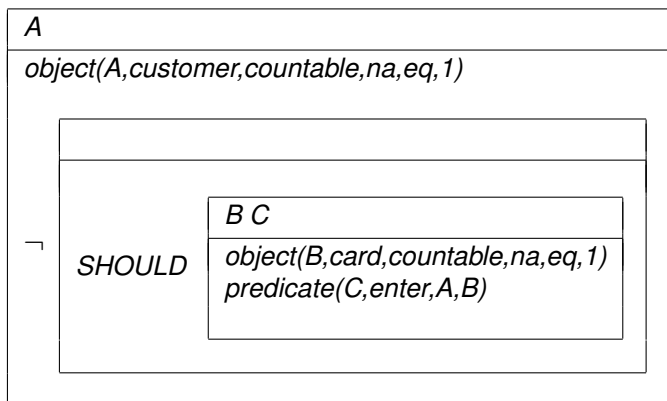 A
object(A,customer,countable,na,eq,1)
B C
¬
SHOULD
object(B,card,countable,na,eq,1)
predicate(C,enter,A,B)